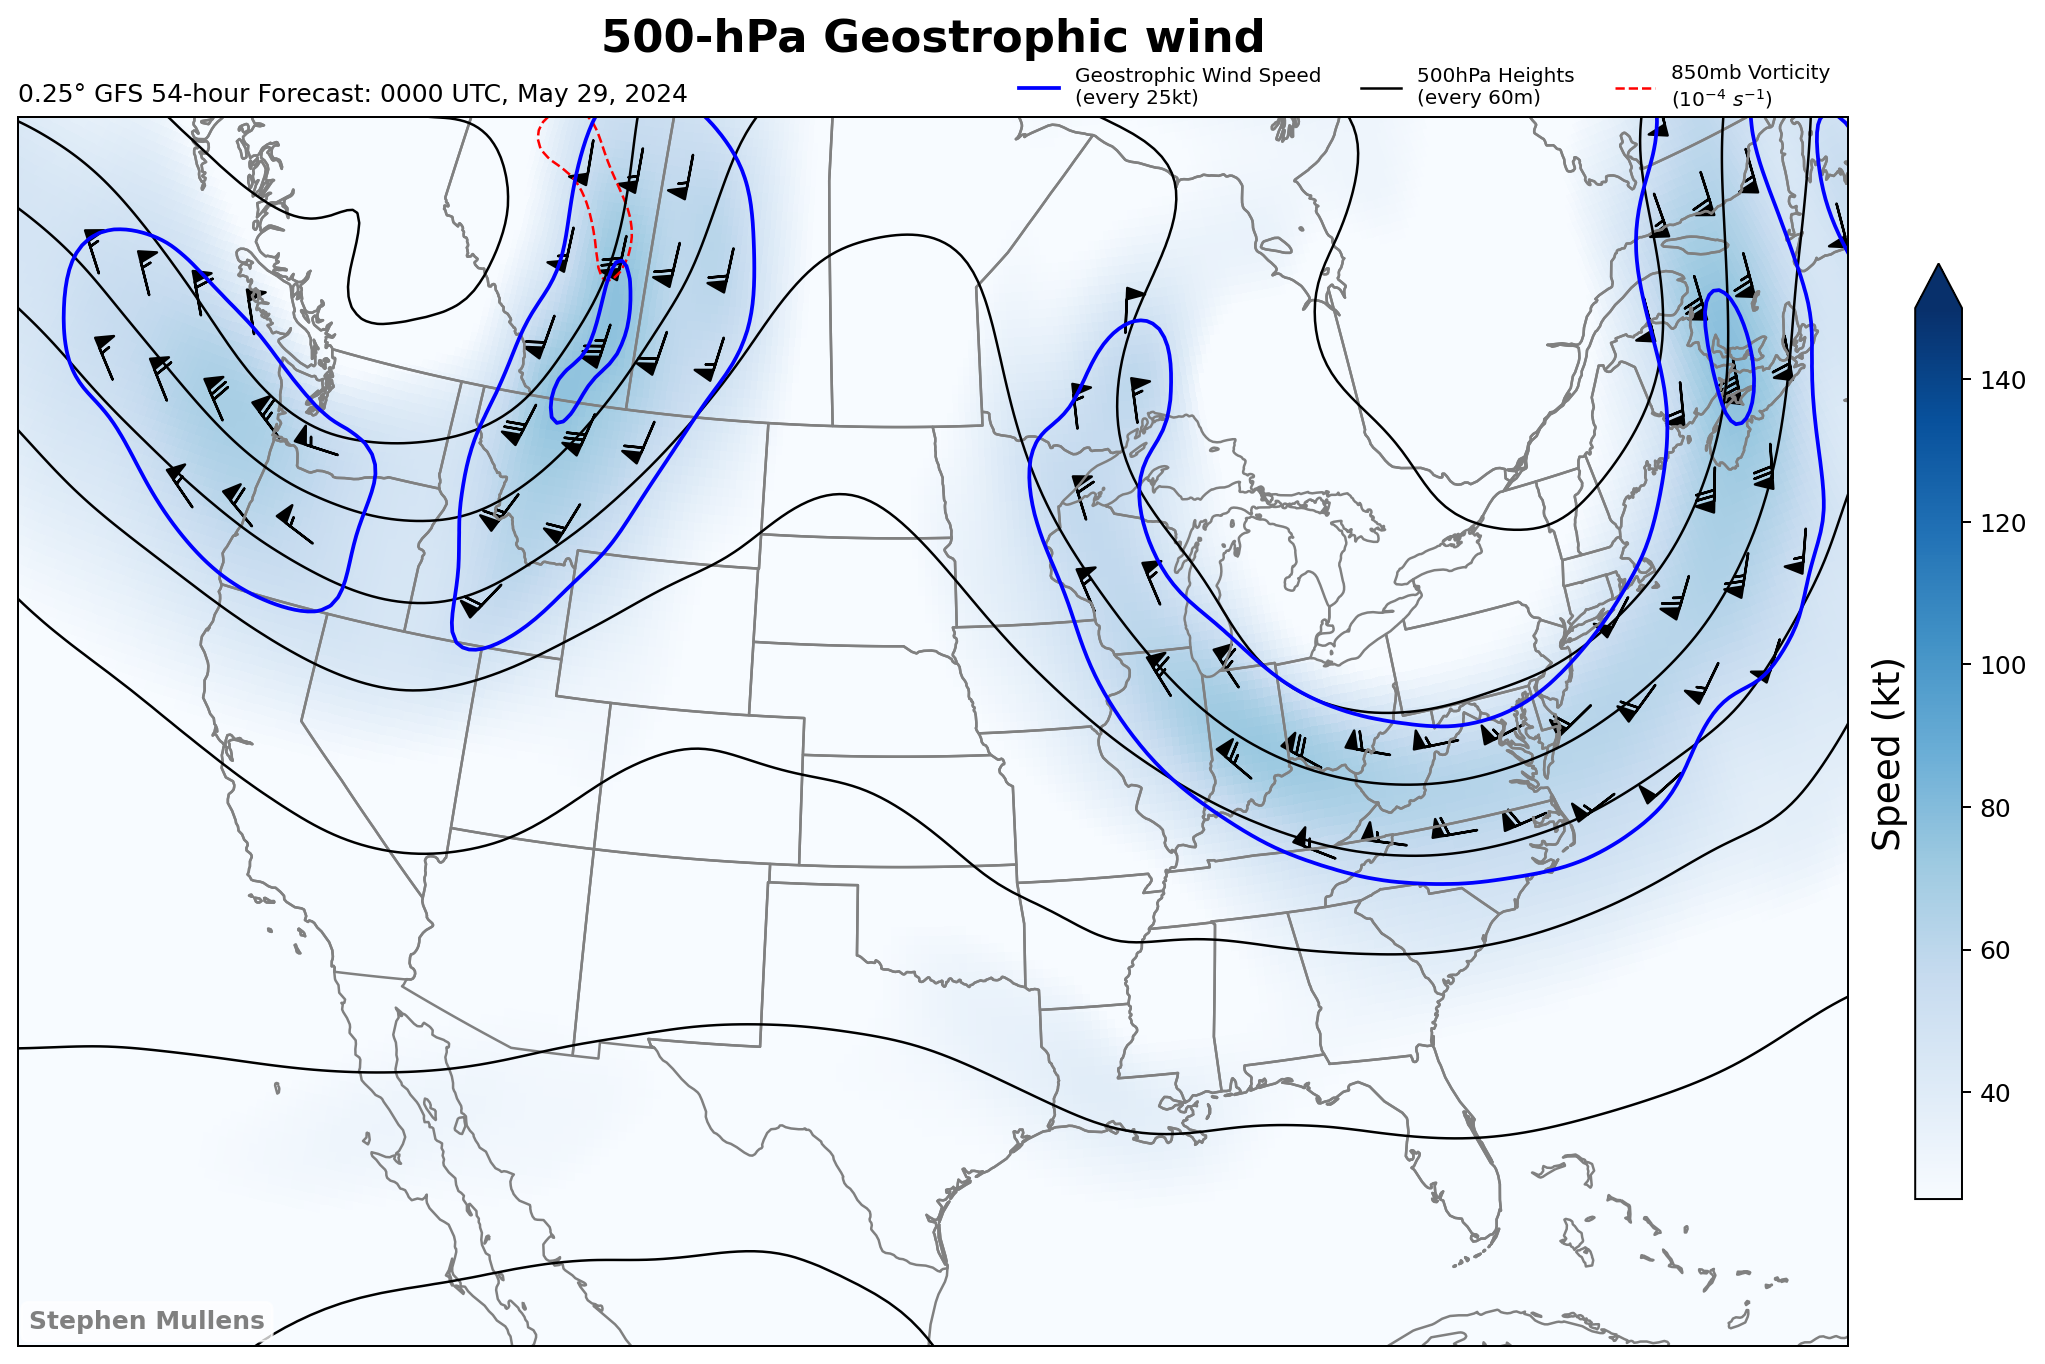 500-hPa Geostrophic wind
0.25° GFS 54-hour Forecast: 0000 UTC, May 29, 2024
Geostrophic Wind Speed
(every 25kt)
500hPa Heights
(every 60m)
850mb Vorticity
(10⁻⁴ s⁻¹)
140
120
100
80
60
40
Speed (kt)
Stephen Mullens